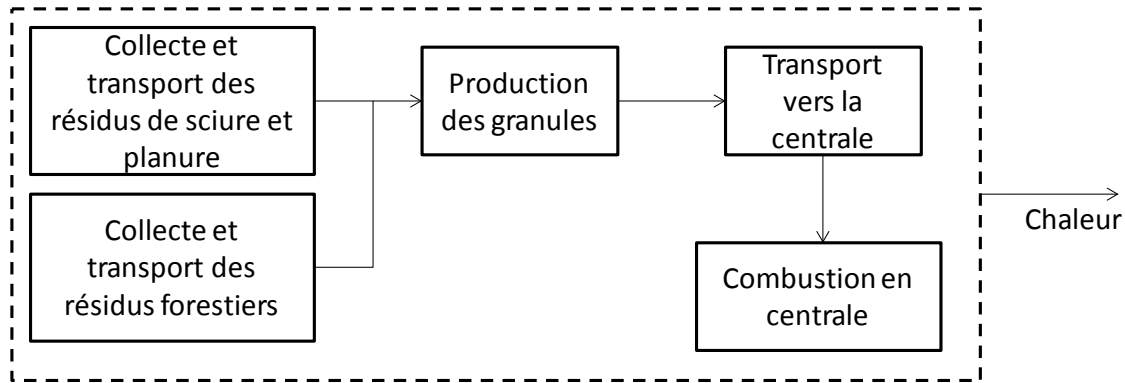 Collecte et
transport des
résidus de sciure et
planure
Production
des granules
Transport
vers la
centrale
Collecte et
transport des
résidus forestiers
Combustion en
centrale
Chaleur